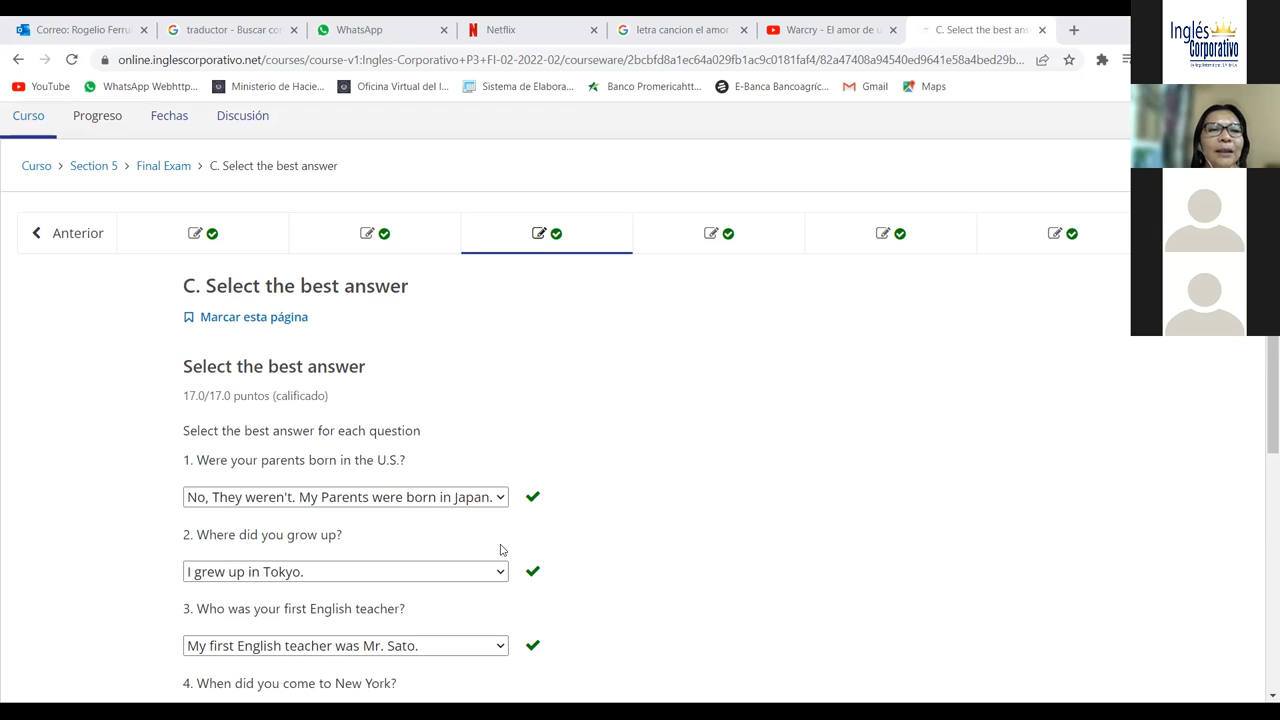 Correo: Rogelio Ferru
traductor - Buscar co
WhatsApp
Netflix
letra cancion el amor
Warcry - El amor de u
C. Select the best ans
online.inglescorporativo.net/courses/course-v1:Ingles-Corporativo+P3+P-02-2022-02/courseware/
YouTube
WhatsApp Webhttp...
Ministerio de Hacie...
Oficina Virtual del I...
Sistema de Elabora...
Banco Promericahtt...
E-Banca Bancoagríc...
Gmail
Maps
Inglés
Corporativo
Curso
Progreso
Fechas
Discusión
Curso > Section 5 > Final Exam > C. Select the best answer
Anterior
C. Select the best answer
Marcar esta página
Select the best answer
17.0/17.0 puntos (calificado)
Select the best answer for each question
1. Were your parents born in the U.S.?
No, They weren't. My Parents were born in Japan.
2. Where did you grow up?
I grew up in Tokyo.
3. Who was your first English teacher?
My first English teacher was Mr. Sato.
4. When did you come to New York?